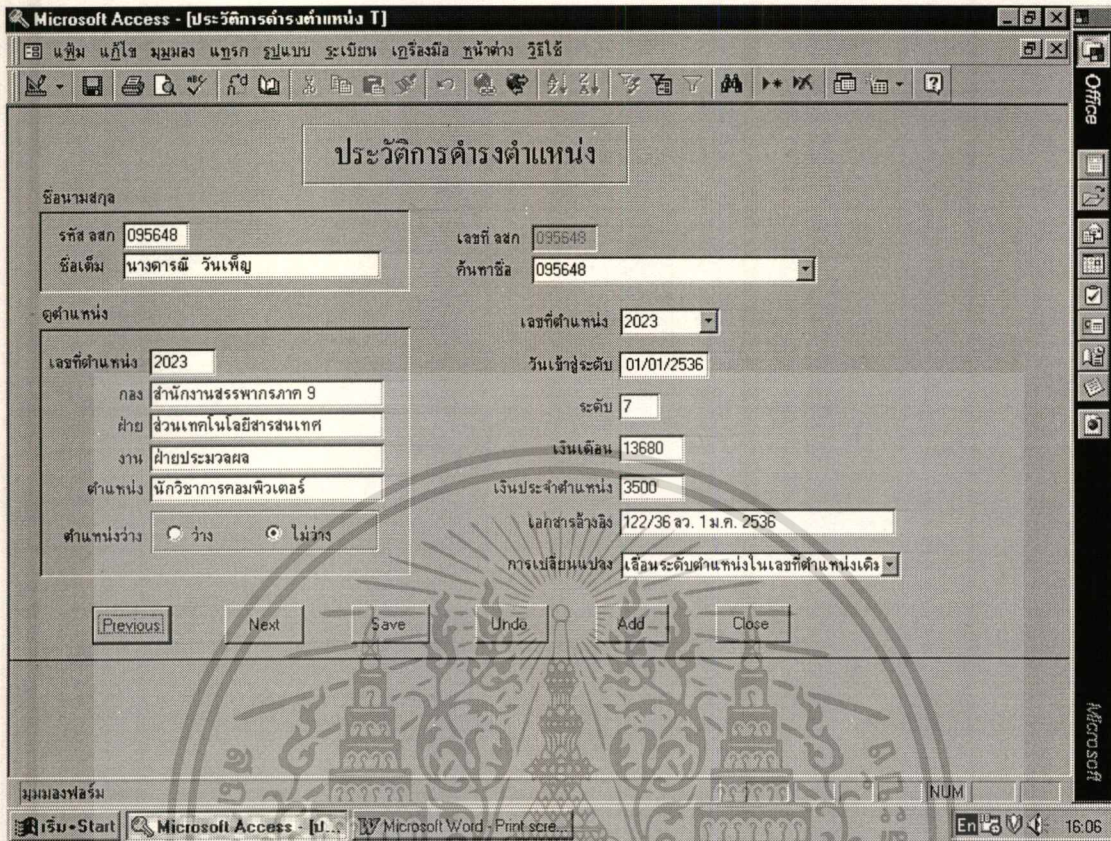 Microsoft Access - [ประวัติการดำรงตำแหน่ง T]
แฟ้ม แก้ไข มุมมอง แทรก รูปแบบ ระเบียน เครื่องมือ หน้าต่าง วิธีใช้
Office
ประวัติการดำรงตำแหน่ง
ชื่อนามสกุล
รหัส อสก 095648
ชื่อเต็ม นางดารณี วันเพ็ญ
เลขที่ อสก 095648
ค้นหาชื่อ 095648
ดูตำแหน่ง
เลขที่ตำแหน่ง 2023
กอง สำนักงานสรรพากรภาค 9
ฝ่าย ส่วนเทคโนโลยีสารสนเทศ
งาน ฝ่ายประมวลผล
ตำแหน่ง นักวิชาการคอมพิวเตอร์
ตำแหน่งว่าง ว่าง ไม่ว่าง
เลขที่ตำแหน่ง 2023
วันเข้าสู่ระดับ 01/01/2536
ระดับ 7
เงินเดือน 13680
เงินประจำตำแหน่ง 3500
เอกสารอ้างอิง 122/36 ลว. 1 ม.ค. 2536
การเปลี่ยนแปลง เลื่อนระดับตำแหน่งในเลขที่ตำแหน่งเดิม
Previous Next Save Undo Add Close
Microsoft
มุมมองฟอร์ม NUM
เริ่ม-Start Microsoft Access - [ป... Microsoft Word - Print scre... En 16:06